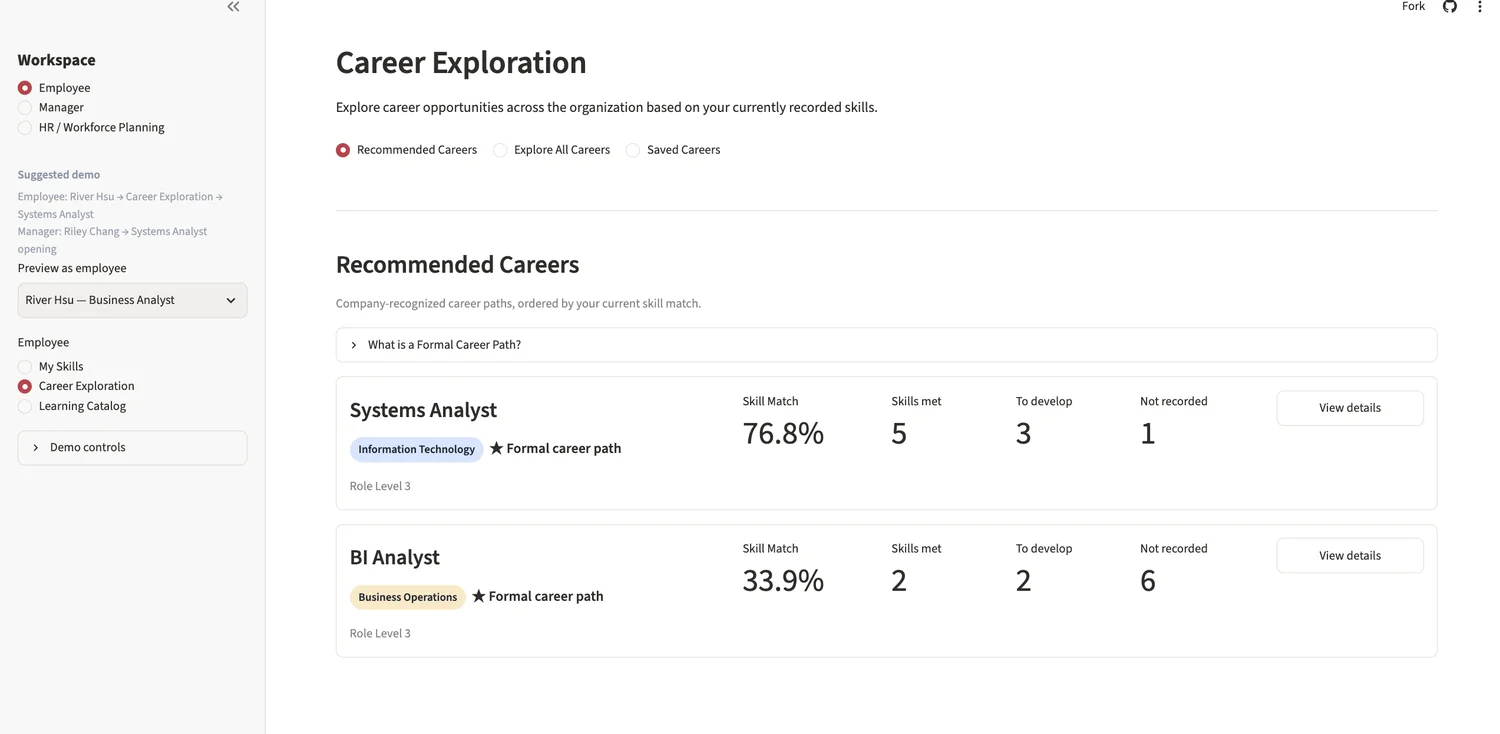 Fork
Workspace
Employee
Manager
HR / Workforce Planning
Suggested demo
Employee: River Hsu → Career Exploration →
Systems Analyst
Manager: Riley Chang → Systems Analyst
opening
Preview as employee
River Hsu — Business Analyst
Employee
My Skills
Career Exploration
Learning Catalog
Demo controls
Career Exploration
Explore career opportunities across the organization based on your currently recorded skills.
Recommended Careers Explore All Careers Saved Careers
Recommended Careers
Company-recognized career paths, ordered by your current skill match.
What is a Formal Career Path?
Systems Analyst
Information Technology ★ Formal career path
Role Level 3
Skill Match Skills met To develop Not recorded
76.8% 5 3 1
View details
BI Analyst
Business Operations ★ Formal career path
Role Level 3
Skill Match Skills met To develop Not recorded
33.9% 2 2 6
View details